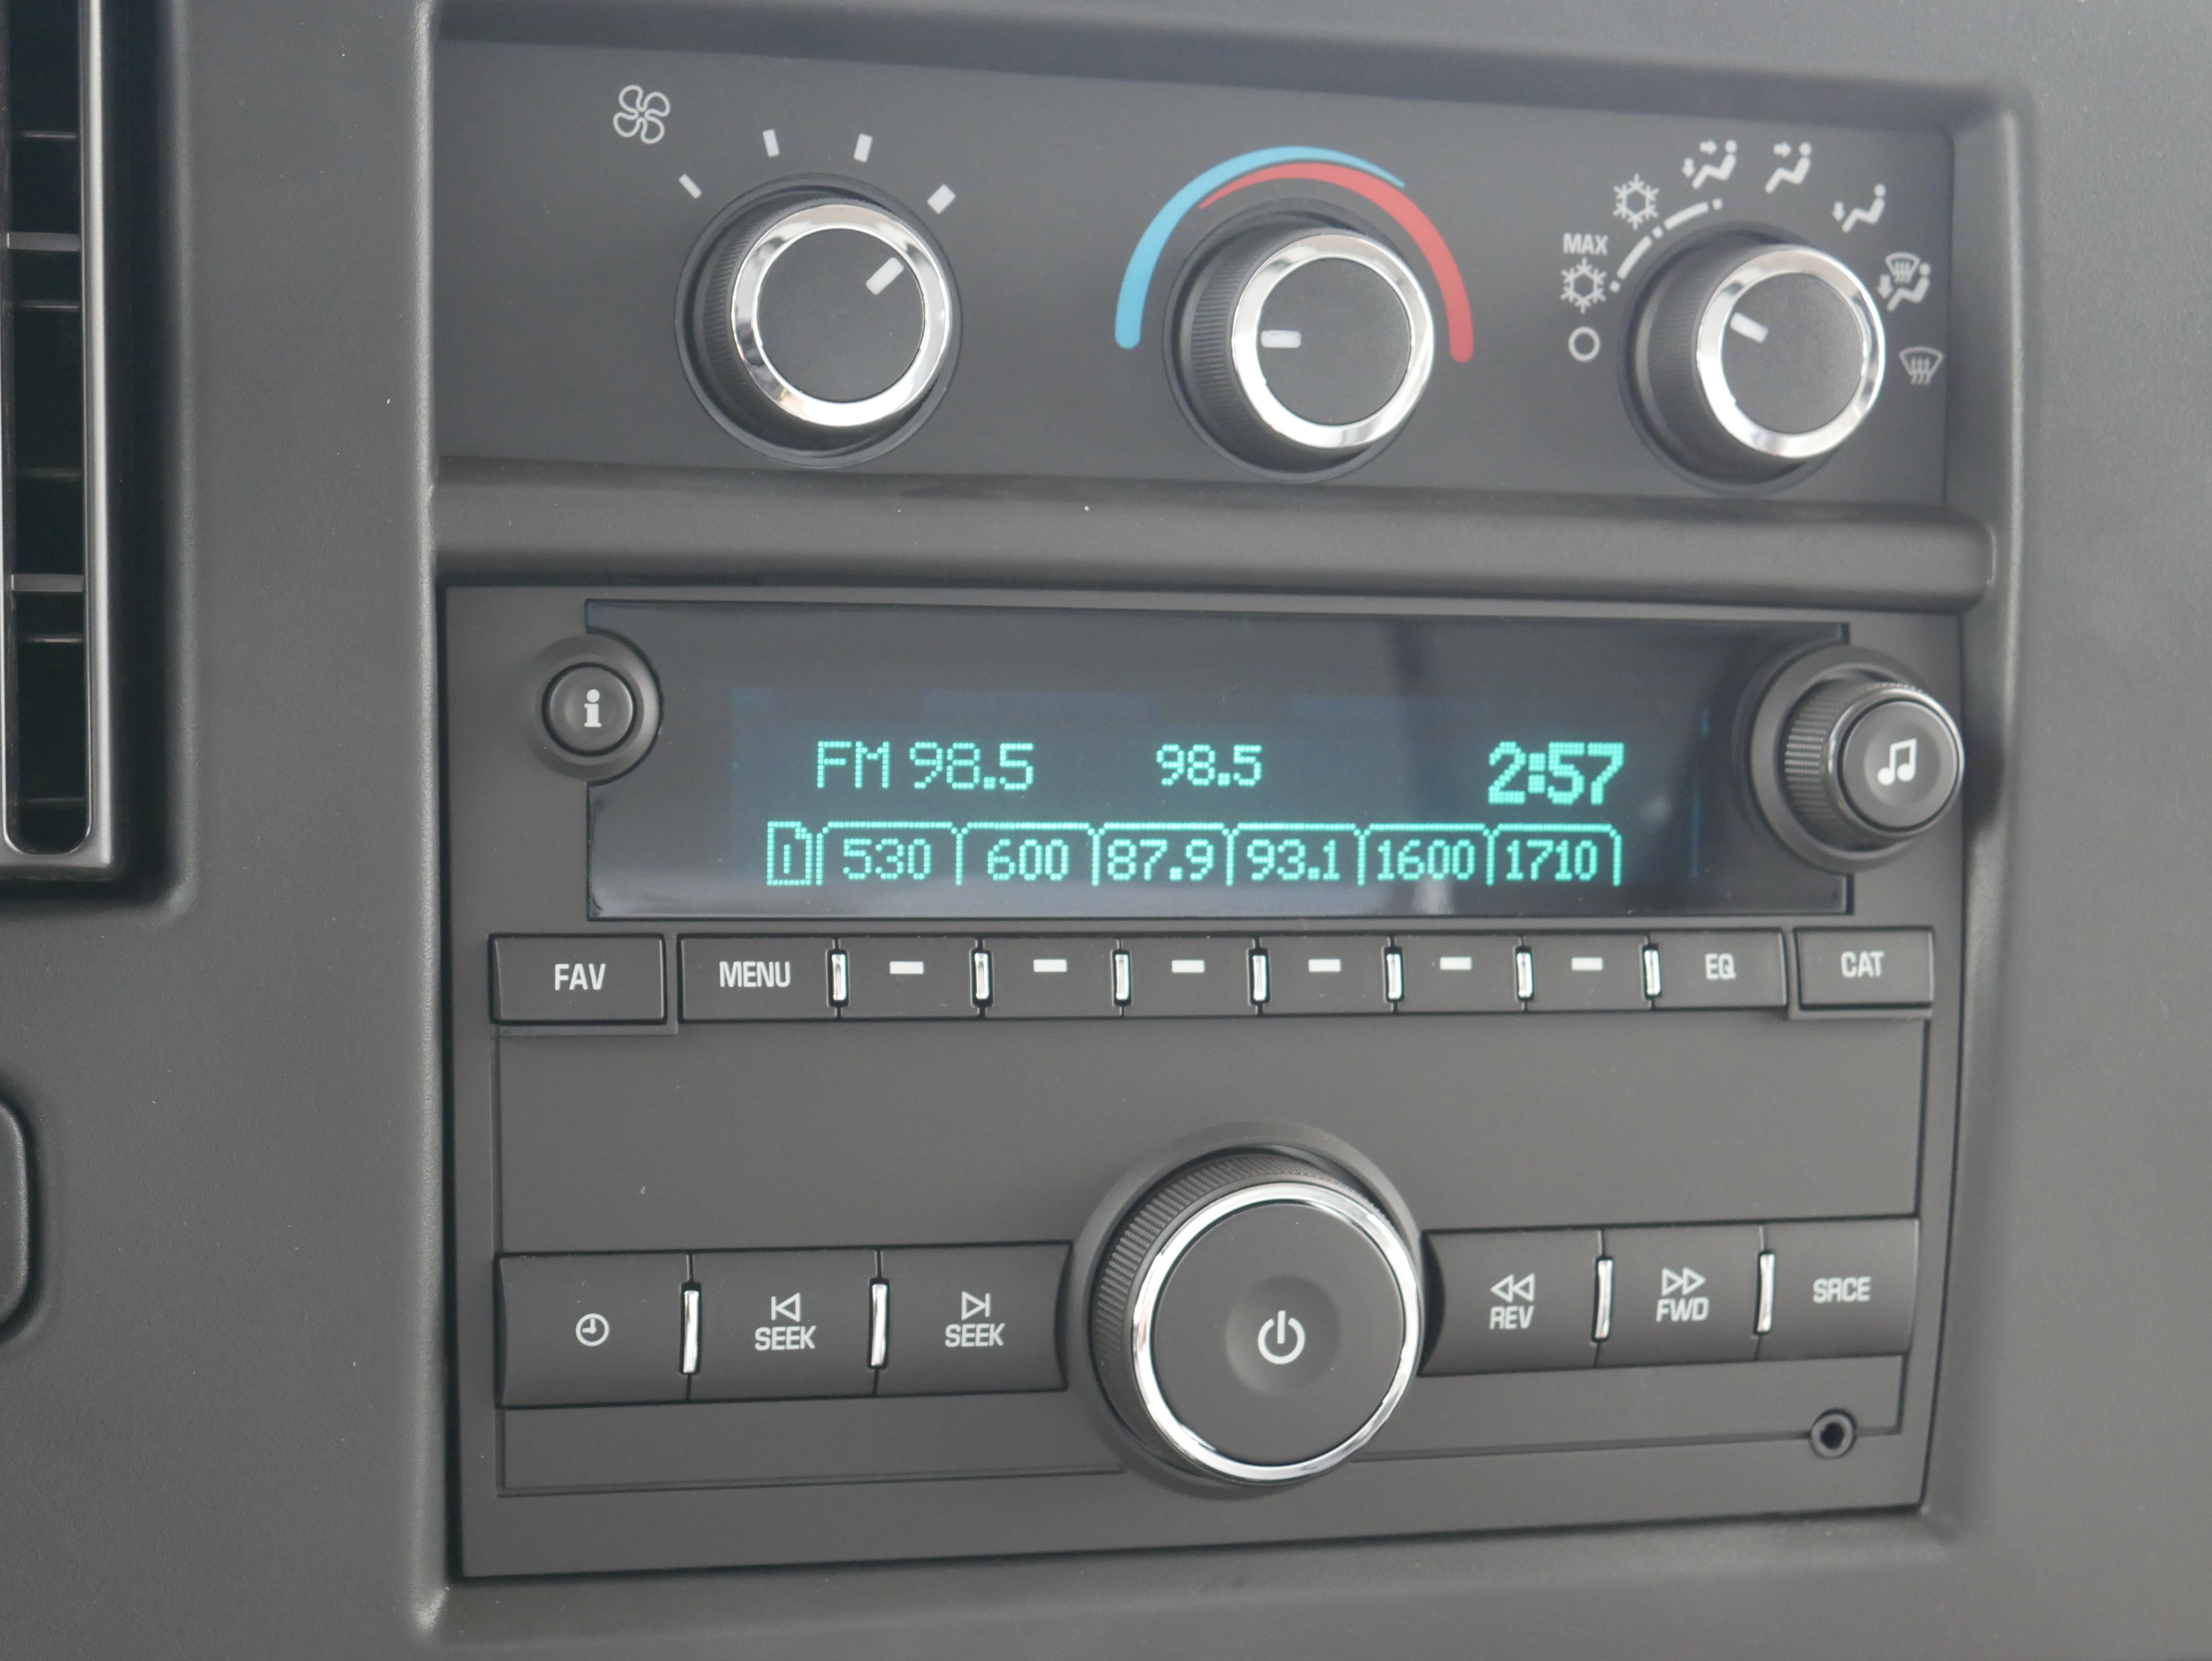 MAX
i
FM 98.5 98.5 2:57
1 530 600 87.9 93.1 1600 1710
FAV MENU EQ CAT
SEEK SEEK REV FWD SRCE